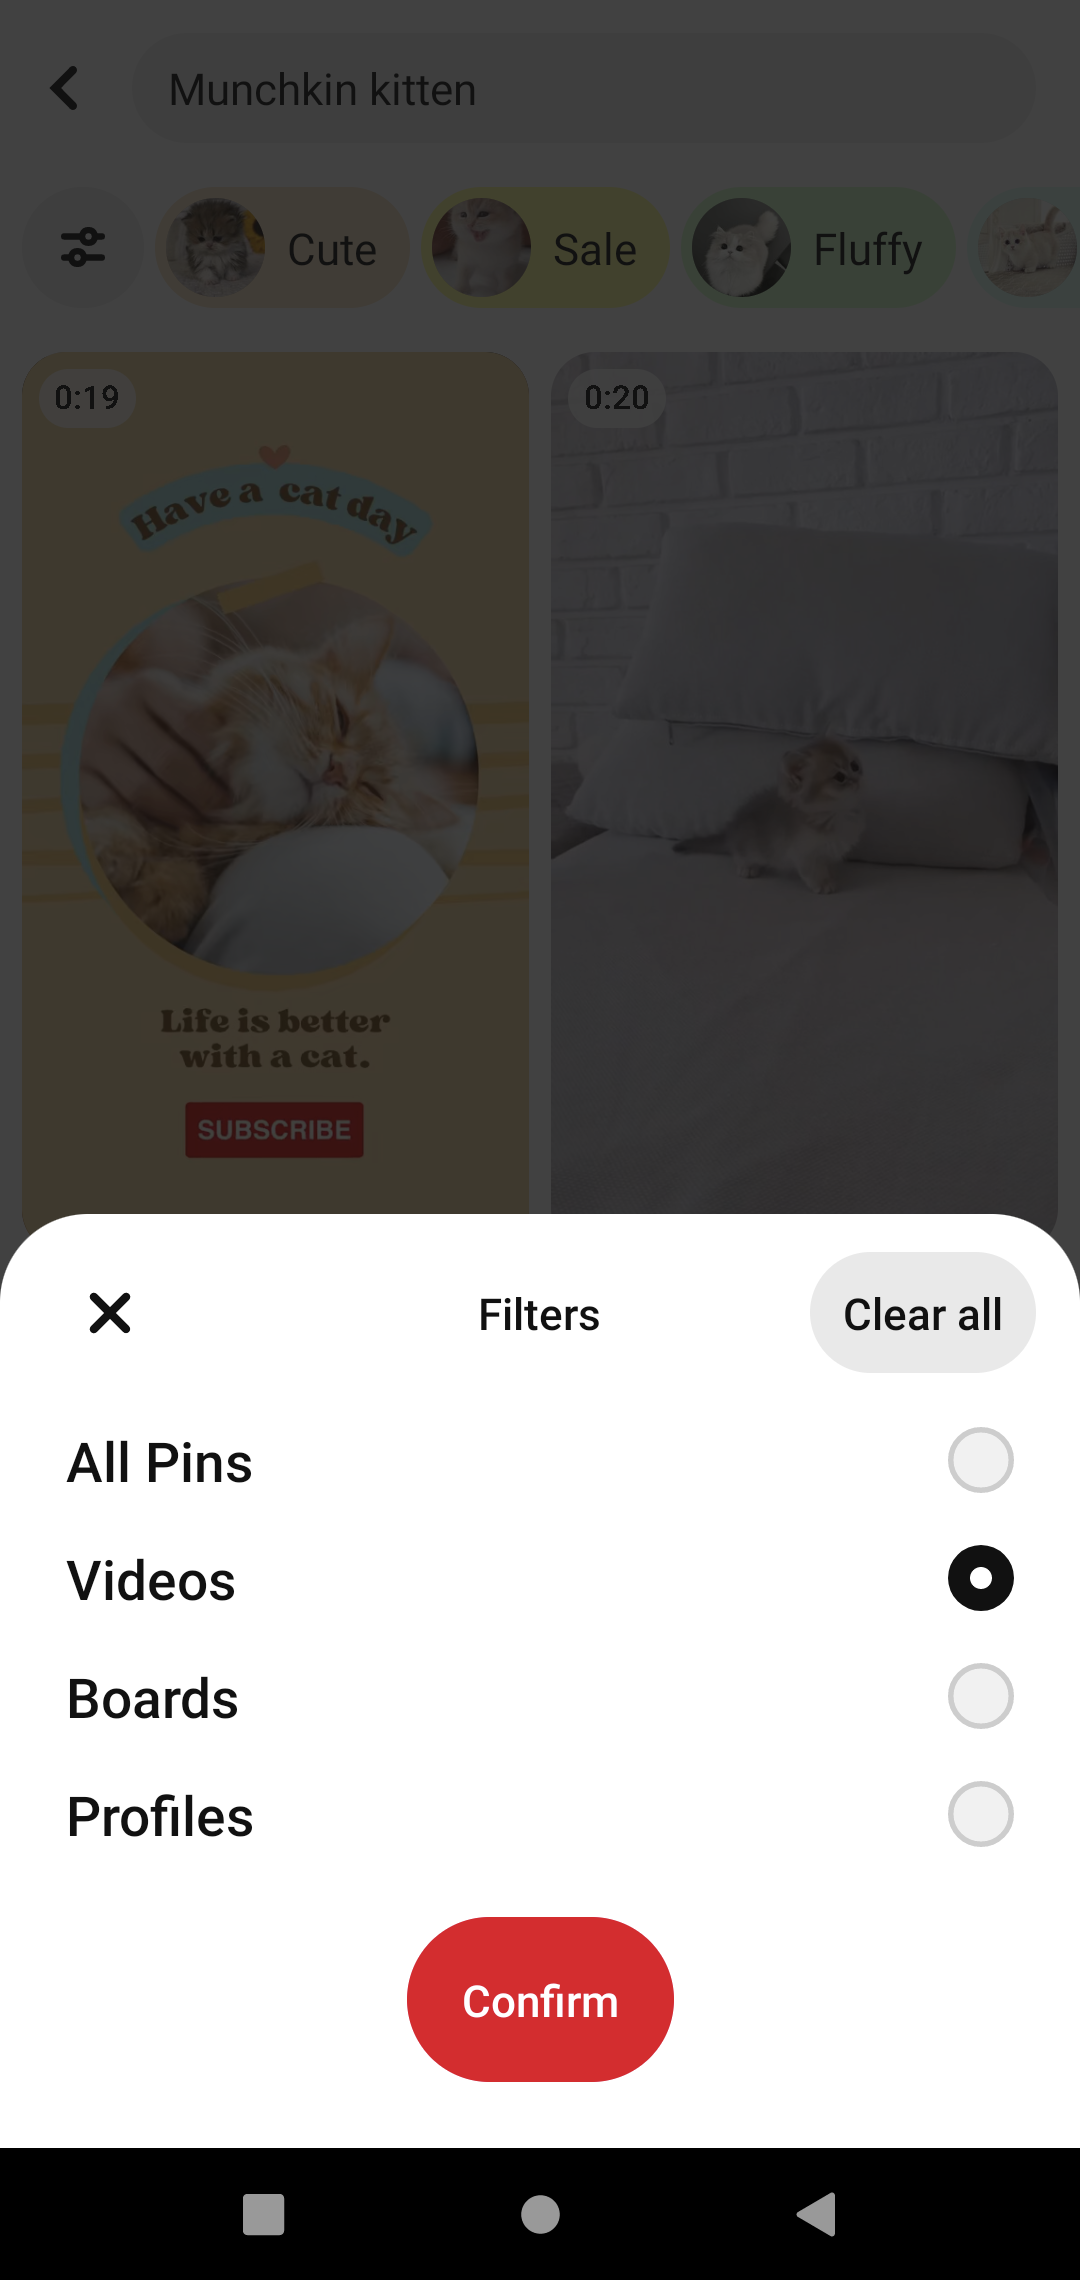 Munchkin kitten
Cute
Sale
Fluffy
0:19
0:20
Have a cat day
Life is better
with a cat.
SUBSCRIBE
Filters
Clear all
All Pins
Videos
Boards
Profiles
Confirm